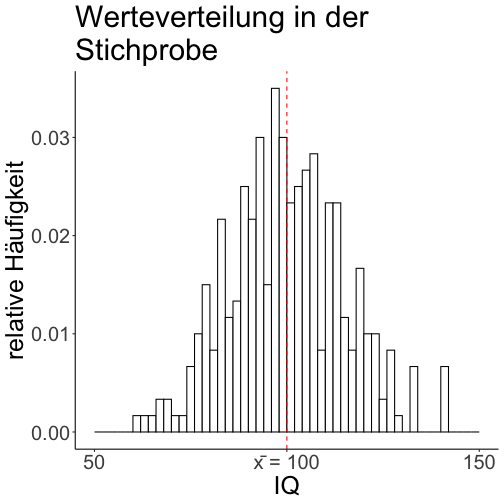 Werteverteilung in der
Stichprobe
relative Häufigkeit
0.03
0.02
0.01
0.00
50
x̄ = 100
150
IQ